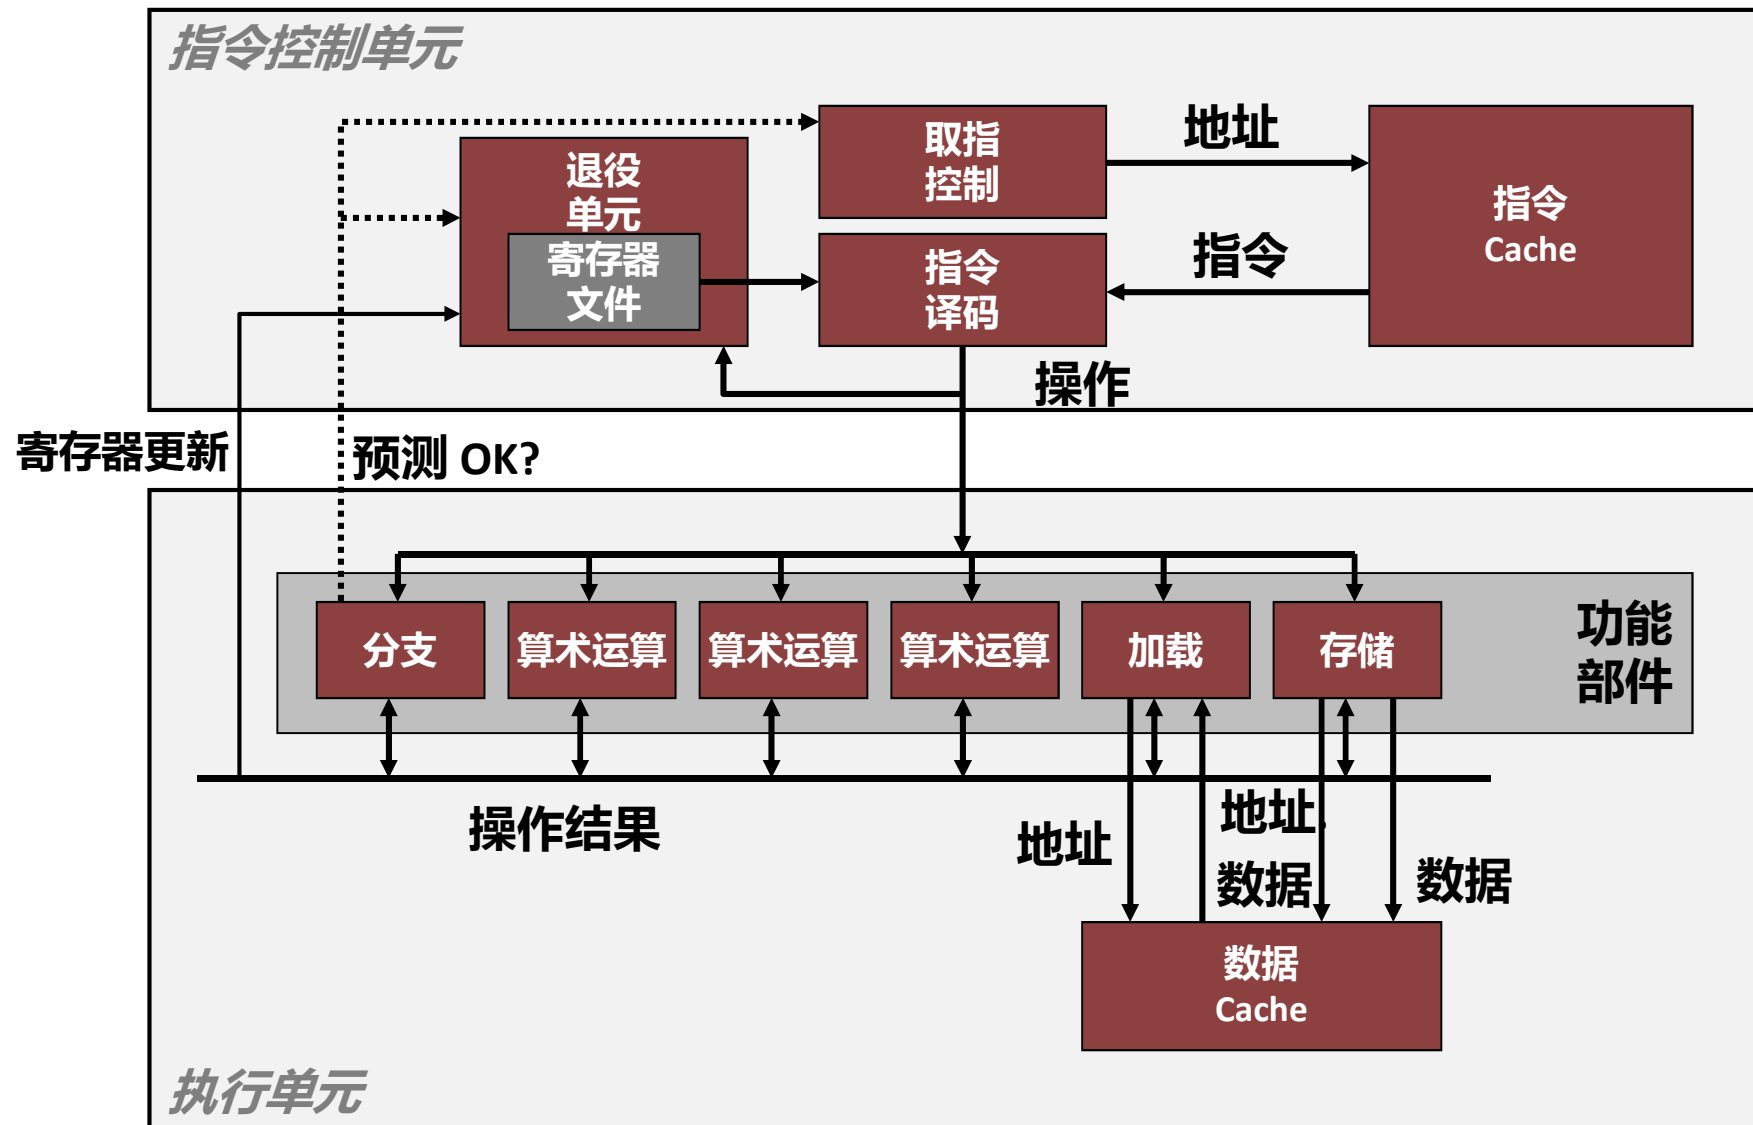 指令控制单元
退役
单元
寄存器
文件
取指
控制
地址
指令
Cache
指令
译码
指令
操作
寄存器更新
预测 OK?
分支
算术运算
算术运算
算术运算
加载
存储
功能
部件
操作结果
地址
地址.
数据
数据
数据
Cache
执行单元